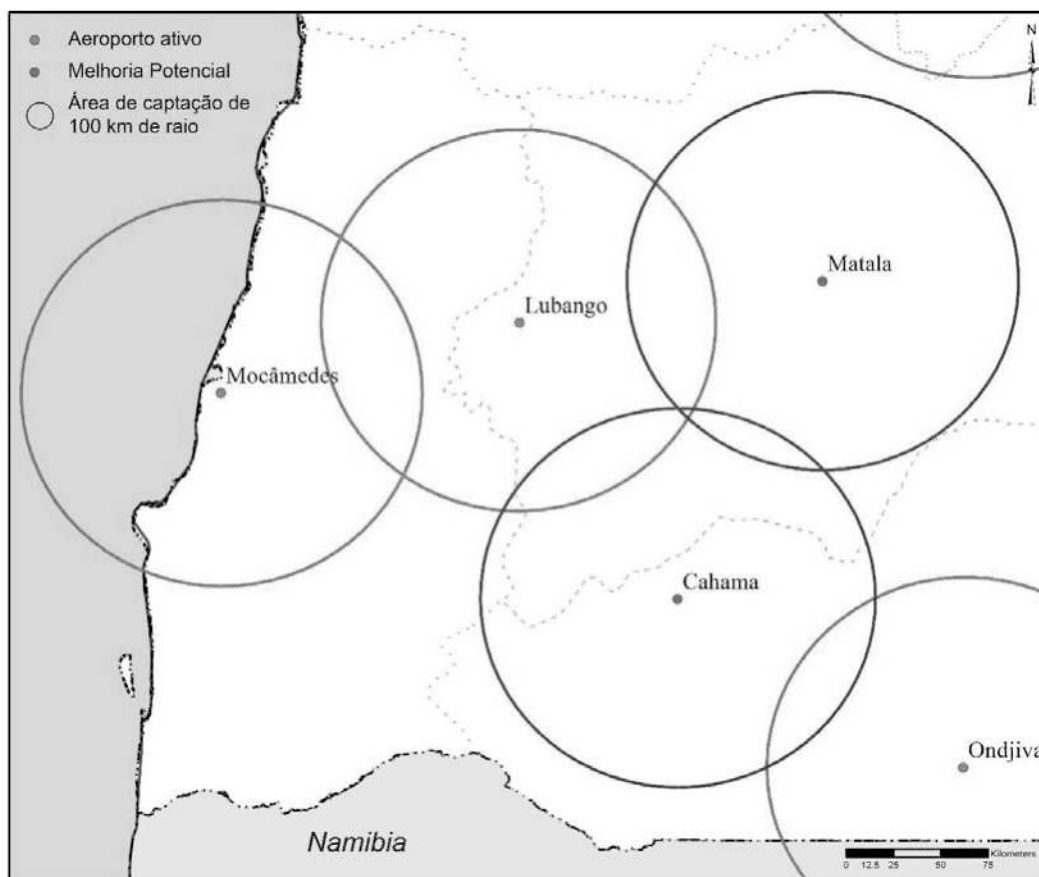 Aeroporto ativo
Melhoria Potencial
Área de captação de
100 km de raio
N
Matala
Lubango
Mocâmedes
Cahama
Ondjiva
Namibia
Kilometers
0 12.5 25 50 75